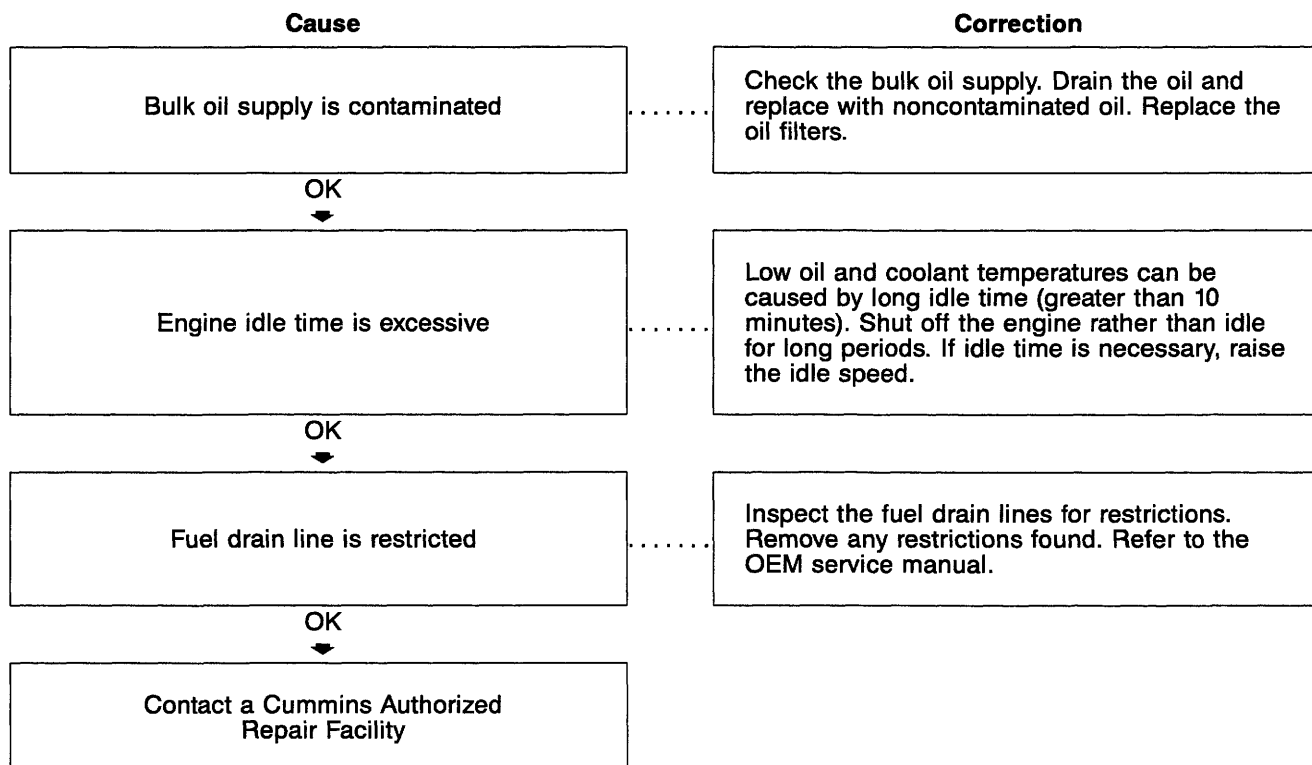 Cause
Correction
Bulk oil supply is contaminated
.......
Check the bulk oil supply. Drain the oil and
replace with noncontaminated oil. Replace the
oil filters.
OK
Engine idle time is excessive
.......
Low oil and coolant temperatures can be
caused by long idle time (greater than 10
minutes). Shut off the engine rather than idle
for long periods. If idle time is necessary, raise
the idle speed.
OK
Fuel drain line is restricted
.......
Inspect the fuel drain lines for restrictions.
Remove any restrictions found. Refer to the
OEM service manual.
OK
Contact a Cummins Authorized
Repair Facility